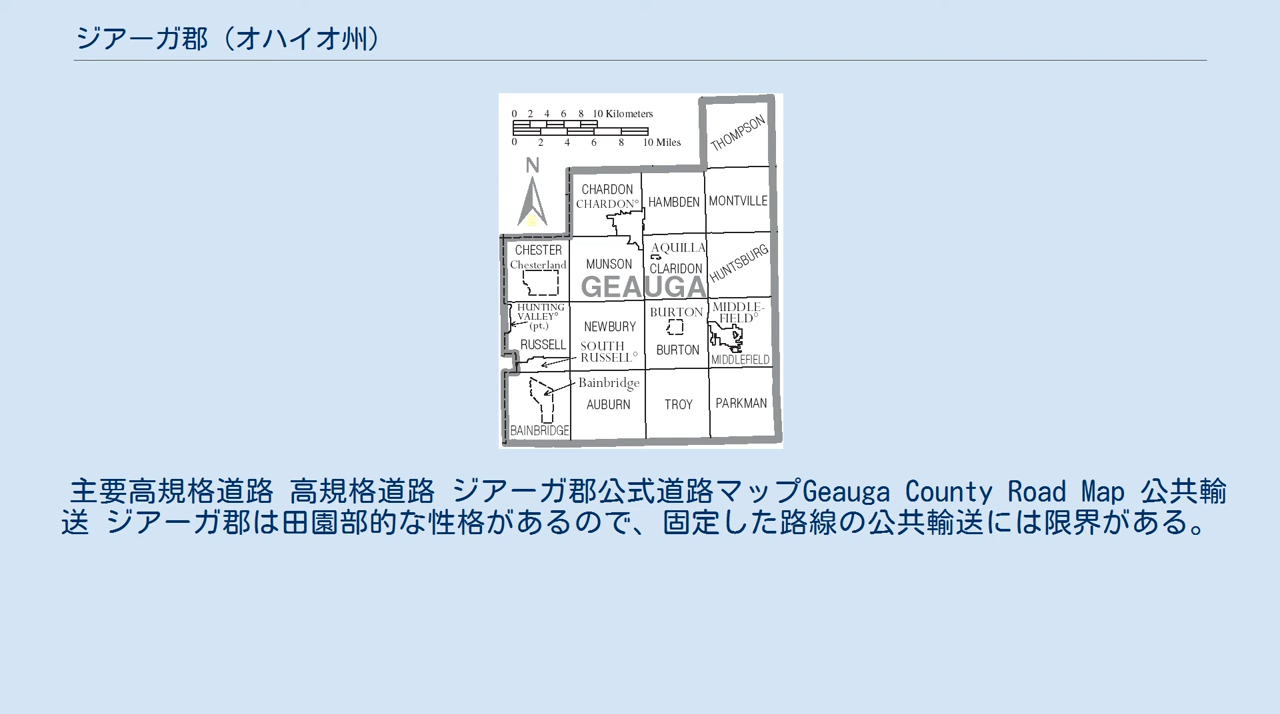 ジアーガ郡（オハイオ州）
0 2 4 6 8 10 Kilometers
0 2 4 6 8 10 Miles
N
THOMPSON
CHARDON
CHARDON°
HAMBDEN
MONTVILLE
CHESTER
Chesterland
MUNSON
AQUILLA
CLARIDON
HUNTSBURG
GEAUGA
HUNTING
VALLEY°
(pt.)
RUSSELL
NEWBURY
SOUTH
RUSSELL°
BURTON
BURTON
MIDDLE-
FIELD°
MIDDLEFIELD
Bainbridge
BAINBRIDGE
AUBURN
TROY
PARKMAN
主要高規格道路 高規格道路 ジアーガ郡公式道路マップGeauga County Road Map 公共輸
送 ジアーガ郡は田園部的な性格があるので、固定した路線の公共輸送には限界がある。